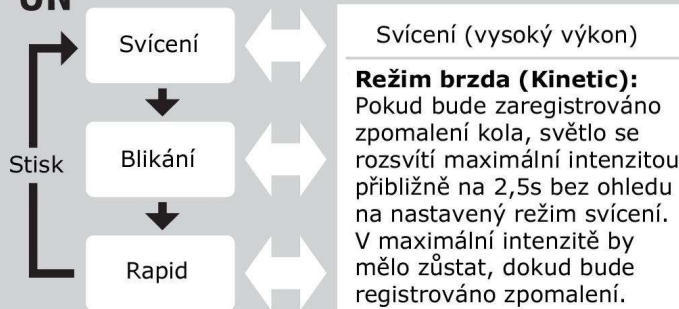 ON
Svícení
Blikání
Stisk
Rapid
Svícení (vysoký výkon)
Režim brzda (Kinetic):
Pokud bude zaregistrováno
zpomalení kola, světlo se
rozsvítí maximální intenzitou
přibližně na 2,5s bez ohledu
na nastavený režim svícení.
V maximální intenzitě by
mělo zůstat, dokud bude
registrováno zpomalení.